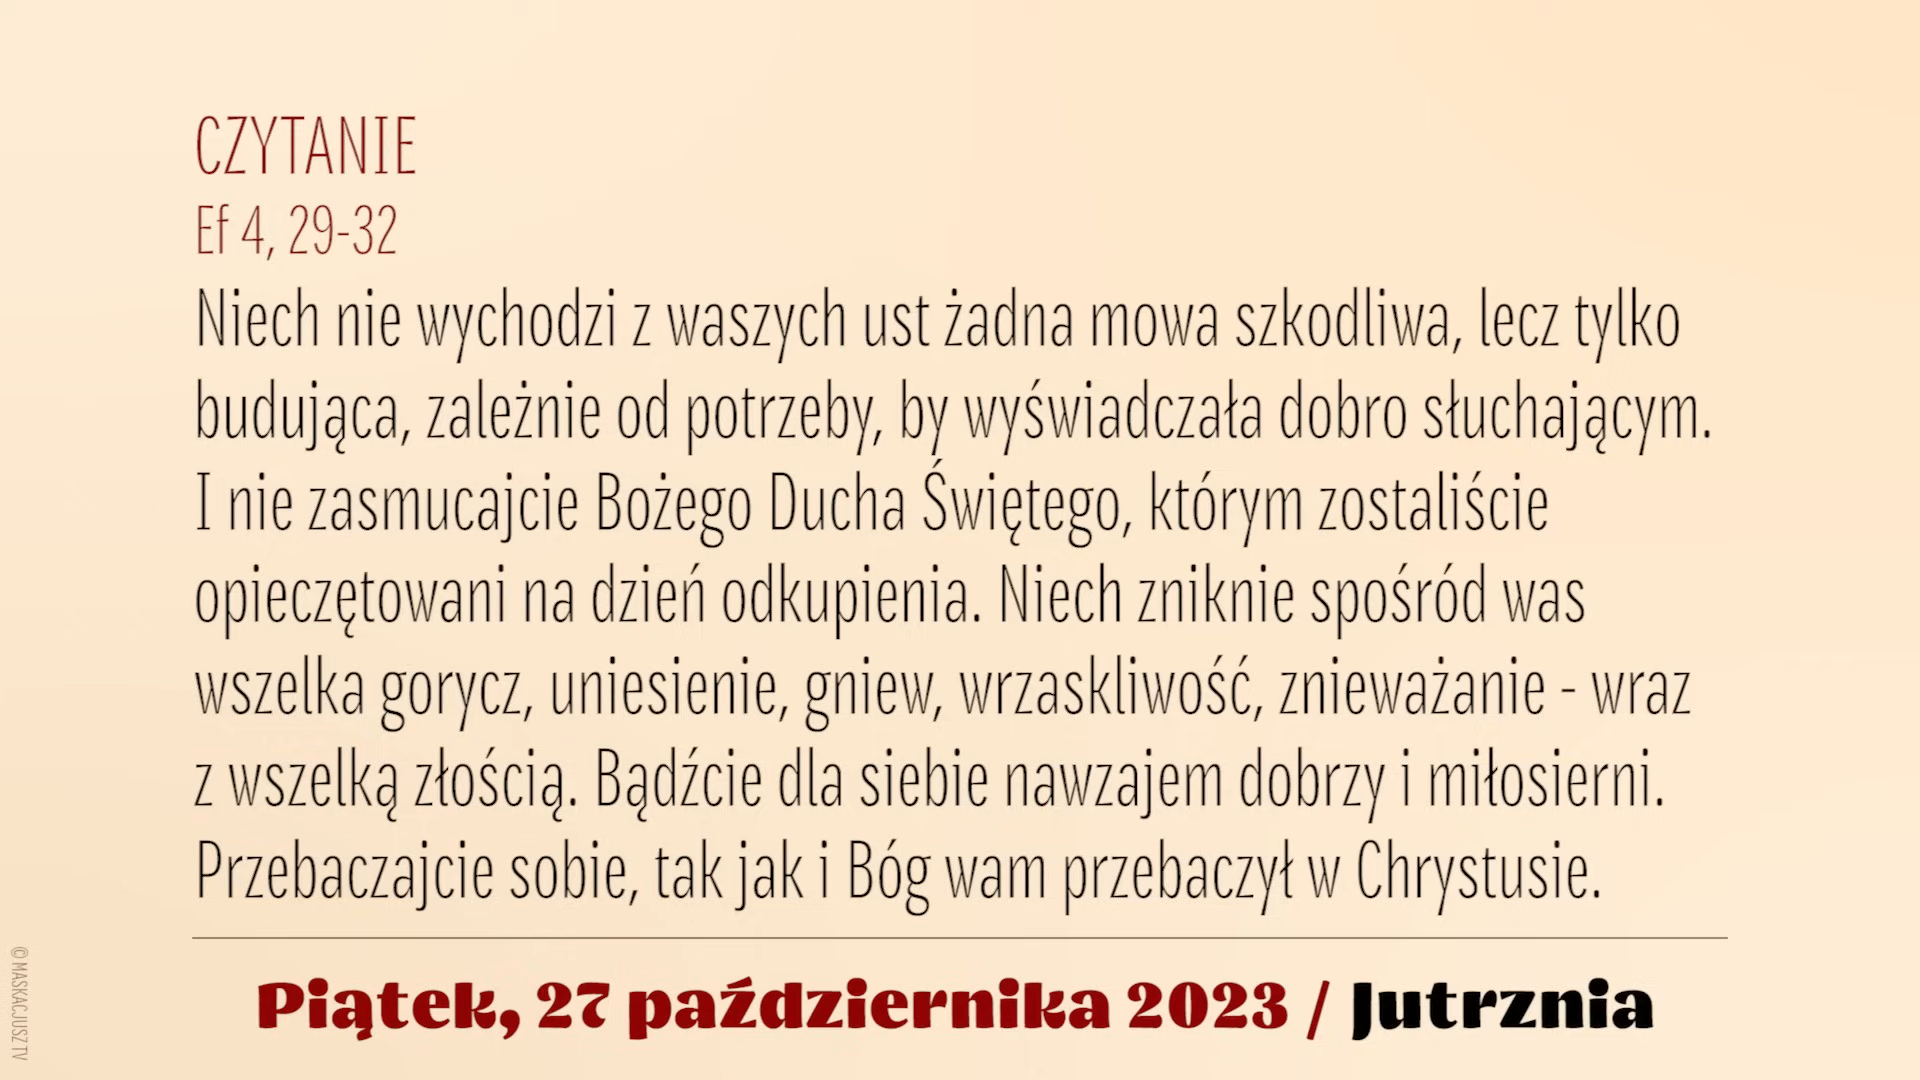 CZYTANIE
Ef 4, 29-32
Niech nie wychodzi z waszych ust żadna mowa szkodliwa, lecz tylko
budująca, zależnie od potrzeby, by wyświadczała dobro słuchającym.
I nie zasmucajcie Bożego Ducha Świętego, którym zostaliście
opieczętowani na dzień odkupienia. Niech zniknie spośród was
wszelka gorycz, uniesienie, gniew, wrzaskliwość, znieważanie - wraz
z wszelką złością. Bądźcie dla siebie nawzajem dobrzy i miłosierni.
Przebaczajcie sobie, tak jak i Bóg wam przebaczył w Chrystusie.
Piątek, 27 października 2023 / Jutrznia
© MASKACJUSZ TV